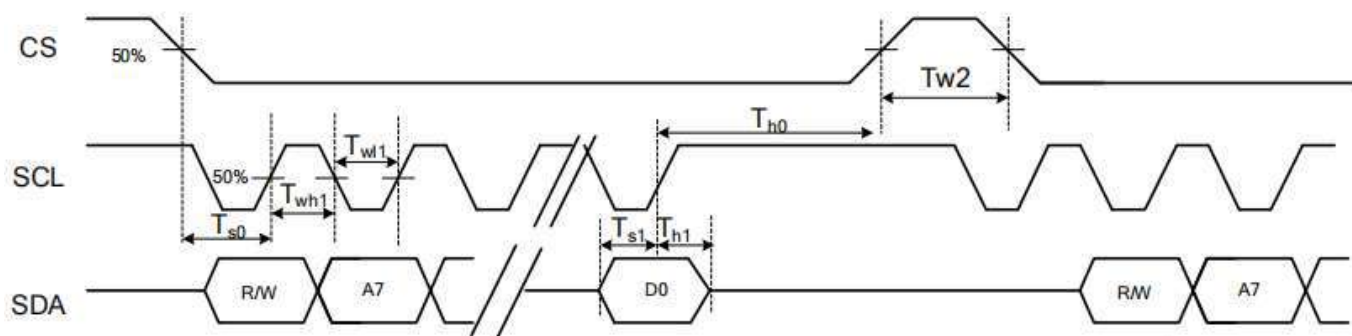 CS
50%
Tw2
Th0
Twl1
SCL
50%
Twh1
Ts0
Ts1
Th1
SDA
R/W
A7
D0
R/W
A7